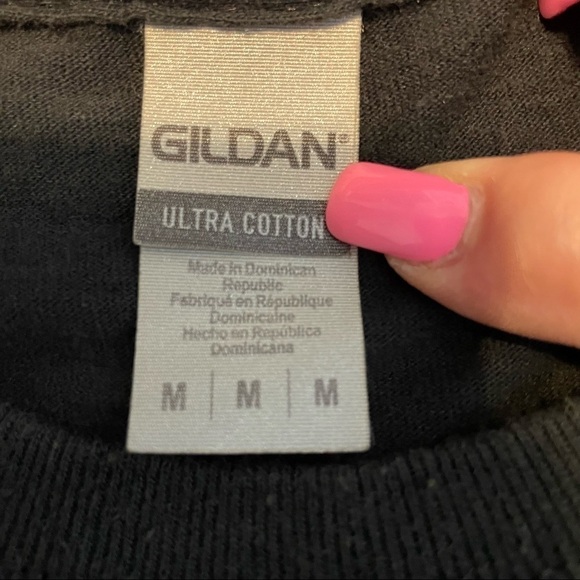 GILDAN®
ULTRA COTTON
Made in Dominican
Republic
Fabriqué en République
Dominicaine
Hecho en República
Dominicana
M | M | M